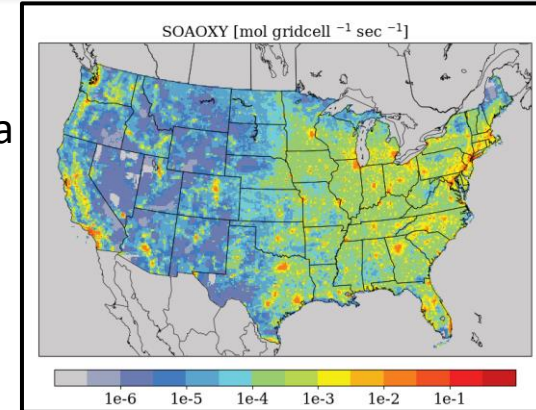 SOAOXY [mol gridcell ⁻¹ sec ⁻¹]
a
1e-6 1e-5 1e-4 1e-3 1e-2 1e-1